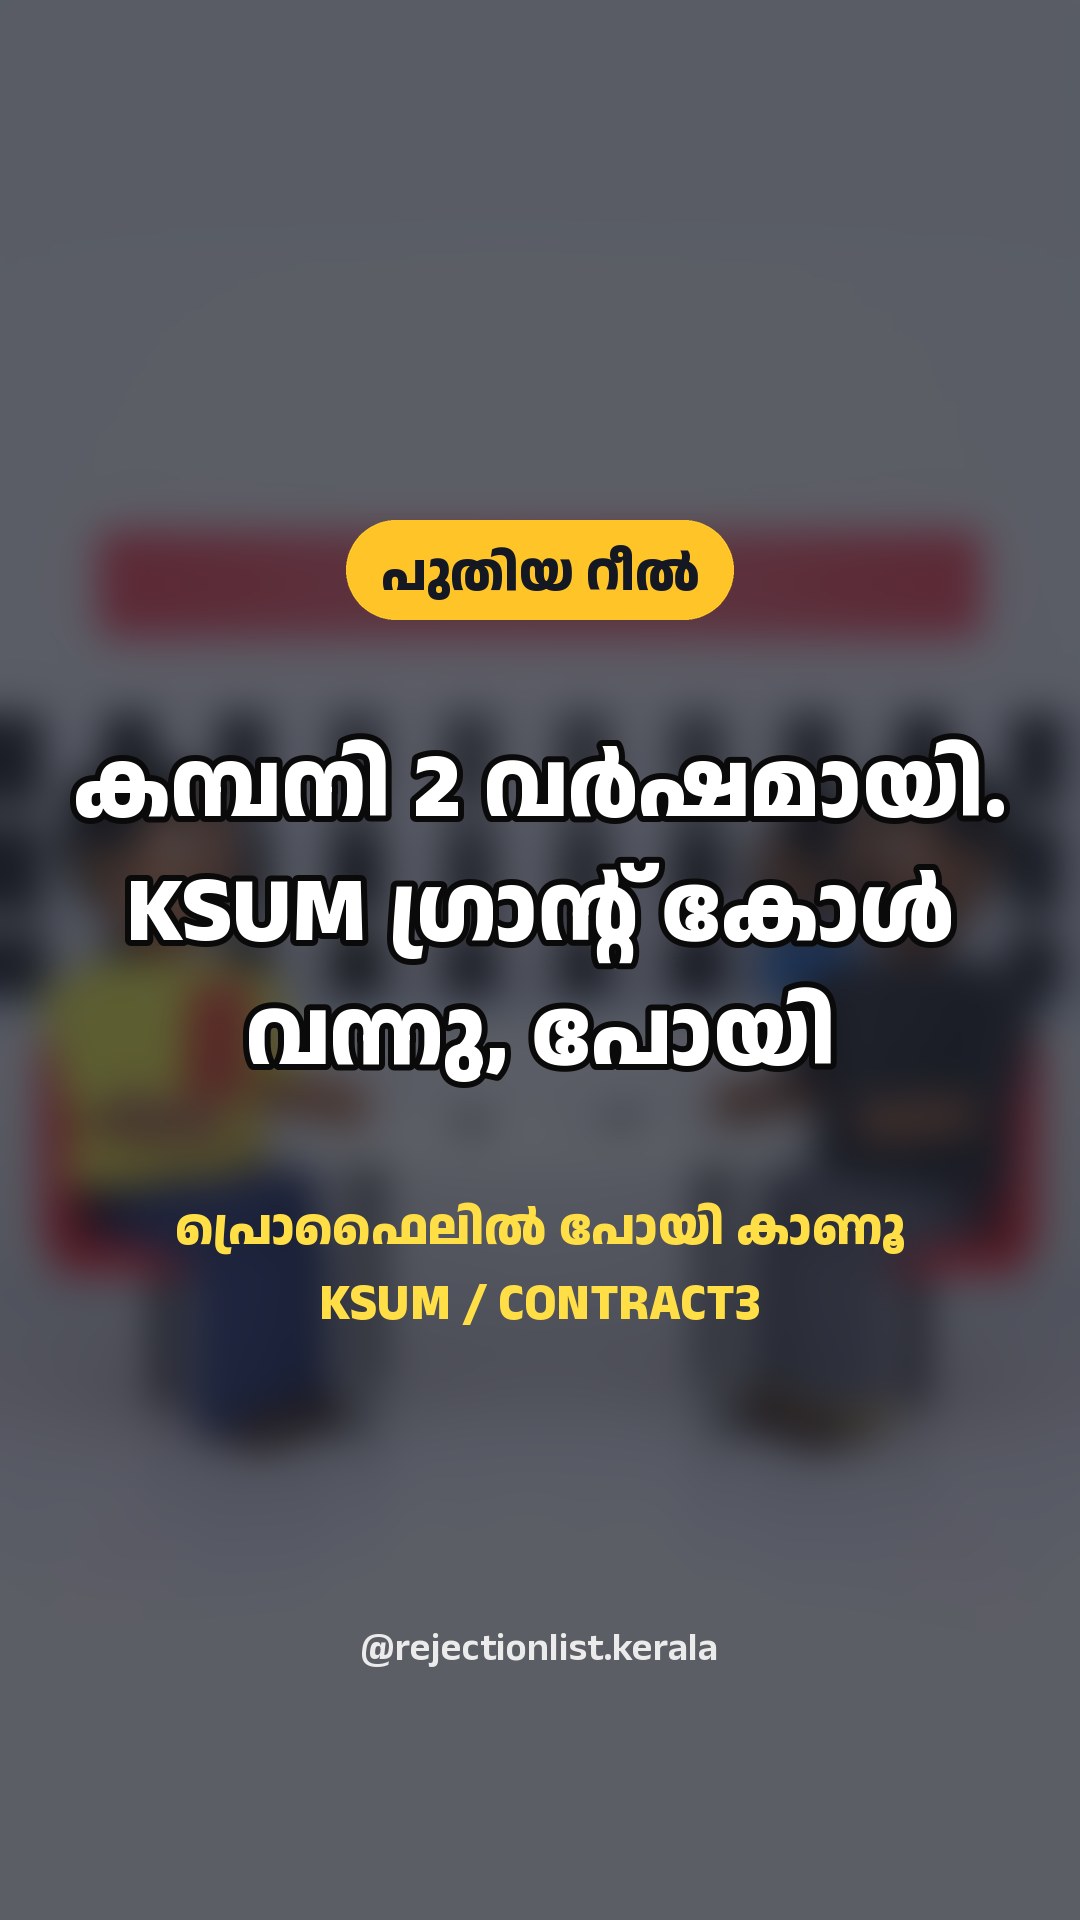 പുതിയ റീൽ
കമ്പനി 2 വർഷമായി.
KSUM ഗ്രാന്റ് കോൾ
വന്നു, പോയി
പ്രൊഫൈലിൽ പോയി കാണൂ
KSUM / CONTRACT3
@rejectionlist.kerala